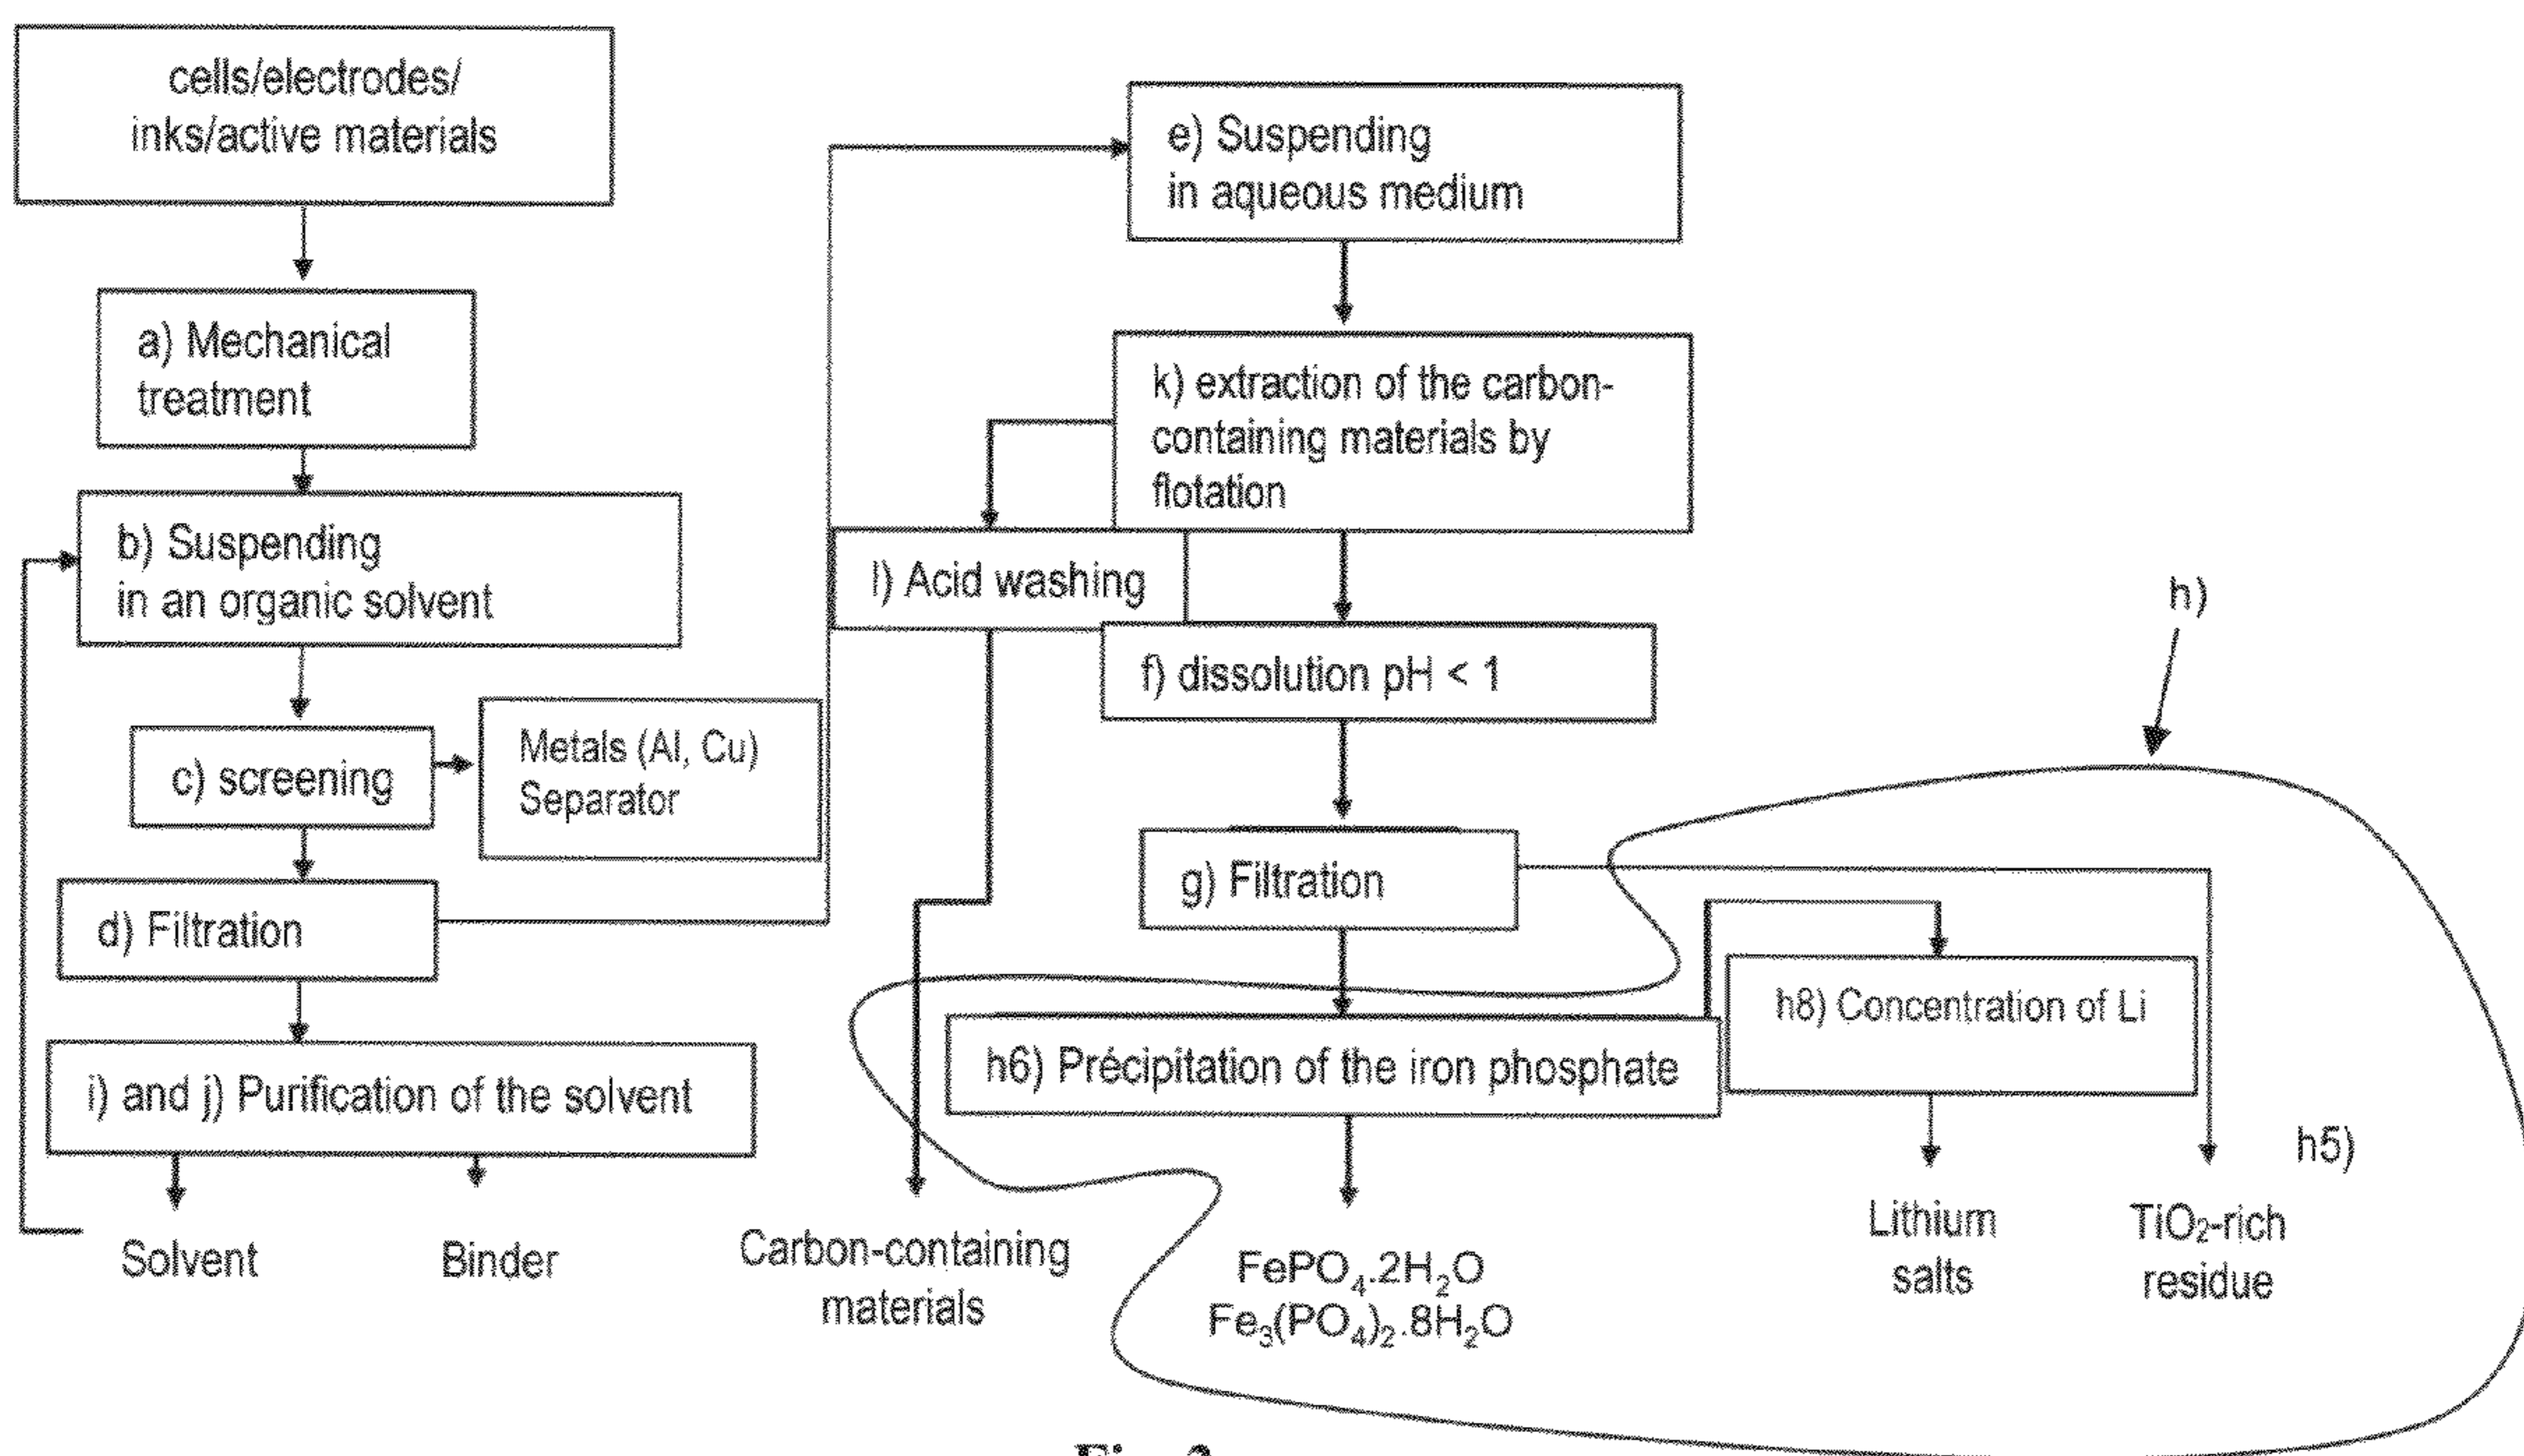 cells/electrodes/
inks/active materials
a) Mechanical
treatment
b) Suspending
in an organic solvent
c) screening
Metals (Al, Cu)
Separator
d) Filtration
i) and j) Purification of the solvent
Solvent
Binder
e) Suspending
in aqueous medium
k) extraction of the carbon-
containing materials by
flotation
l) Acid washing
f) dissolution pH < 1
g) Filtration
h)
h6) Précipitation of the iron phosphate
h8) Concentration of Li
h5)
Carbon-containing
materials
FePO₄.2H₂O
Fe₃(PO₄)₂.8H₂O
Lithium
salts
TiO₂-rich
residue